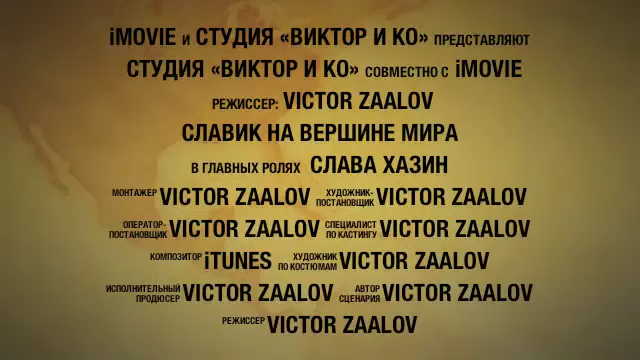 iMOVIE И СТУДИЯ «ВИКТОР И КО» ПРЕДСТАВЛЯЮТ
СТУДИЯ «ВИКТОР И КО» СОВМЕСТНО С iMOVIE
РЕЖИССЕР: VICTOR ZAALOV
СЛАВИК НА ВЕРШИНЕ МИРА
В ГЛАВНЫХ РОЛЯХ СЛАВА ХАЗИН
МОНТАЖЕР VICTOR ZAALOV ХУДОЖНИК-ПОСТАНОВЩИК VICTOR ZAALOV
ОПЕРАТОР-ПОСТАНОВЩИК VICTOR ZAALOV СПЕЦИАЛИСТ ПО КАСТИНГУ VICTOR ZAALOV
КОМПОЗИТОР iTUNES ХУДОЖНИК ПО КОСТЮМАМ VICTOR ZAALOV
ИСПОЛНИТЕЛЬНЫЙ ПРОДЮСЕР VICTOR ZAALOV АВТОР СЦЕНАРИЯ VICTOR ZAALOV
РЕЖИССЕР VICTOR ZAALOV